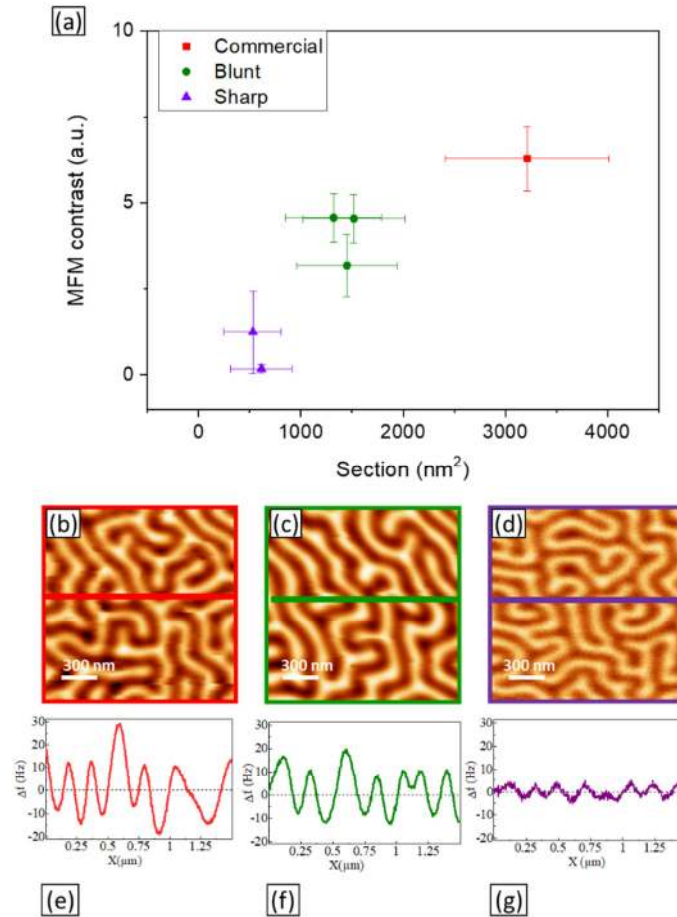 (a)
10
Commercial
Blunt
Sharp
MFM contrast (a.u.)
5
0
0 1000 2000 3000 4000
Section (nm²)
(b) (c) (d)
300 nm 300 nm 300 nm
30
20
10
0
-10
-20
Δf (Hz)
0.25 0.5 0.75 1 1.25
X(μm)
30
20
10
0
-10
-20
Δf (Hz)
0.25 0.5 0.75 1 1.25
X(μm)
30
20
10
0
-10
-20
Δf (Hz)
0.25 0.5 0.75 1 1.25
X (μm)
(e) (f) (g)